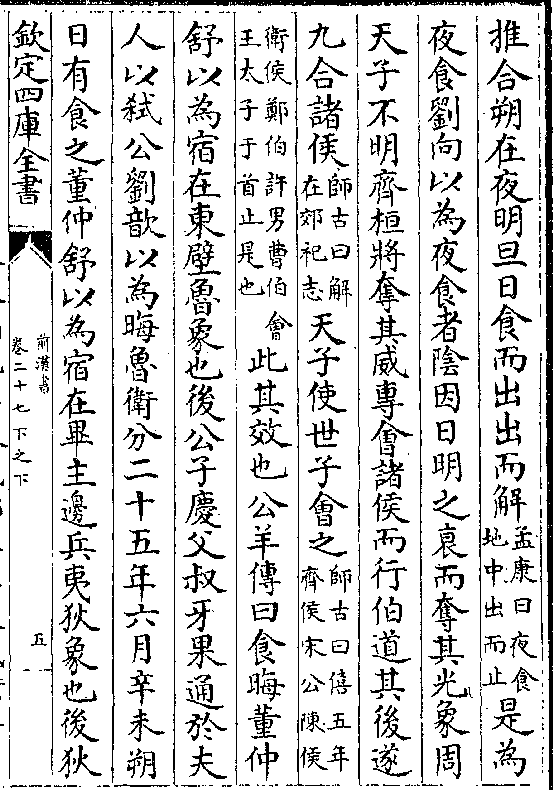 推合朔在夜明旦日食而出出而解孟康曰夜食地中出而止是為
夜食劉向以為夜食者陰因日明之衰而奪其光象周
天子不明齊桓將奪其威專會諸侯而行伯道其後遂
九合諸侯師古曰解在郊祀志天子使世子會之師古曰僖五年齊侯宋公陳侯
衛侯鄭伯許男曹伯會王太子于首止是也此其效也公羊傳曰食晦董仲
舒以為宿在東壁魯象也後公子慶父叔牙果通於夫
人以弒公劉歆以為晦魯衛分二十五年六月辛未朔
日有食之董仲舒以為宿在畢主邊兵夷狄象也後狄
欽定四庫全書
前漢書
卷二十七下之下
五